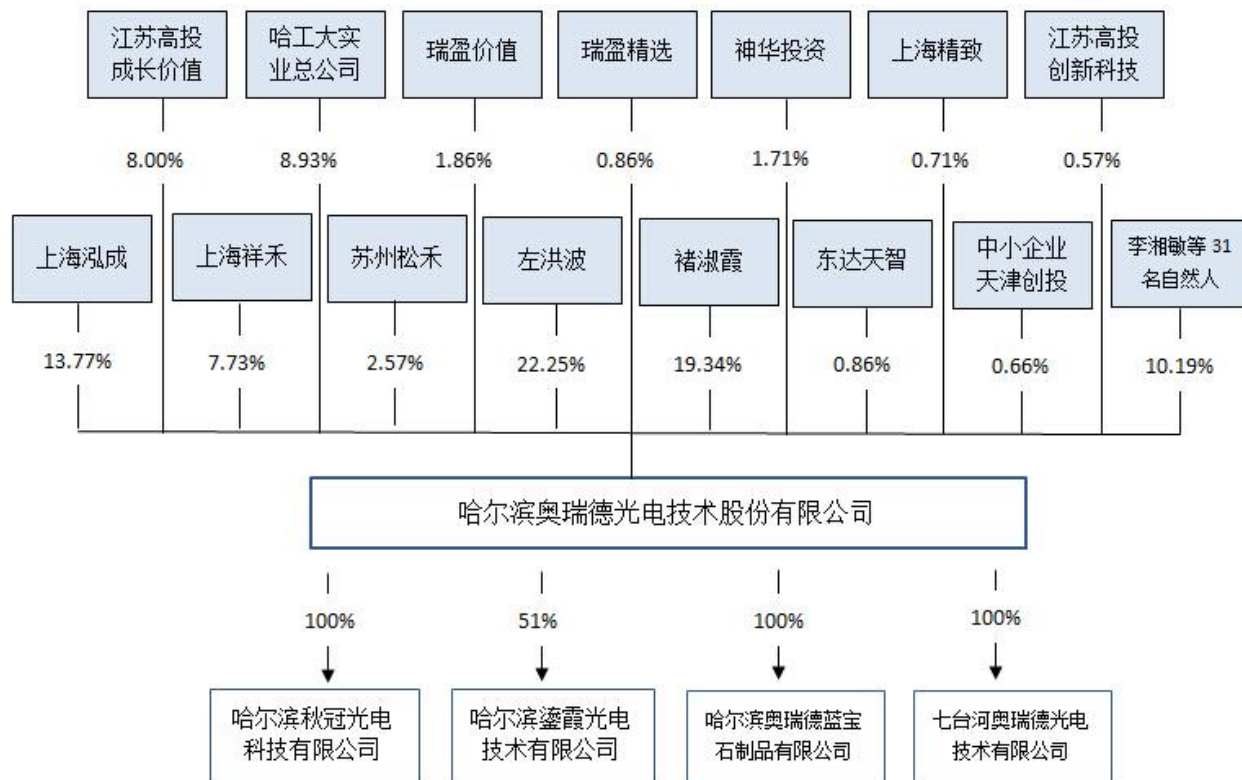 江苏高投
成长价值
哈工大实
业总公司
瑞盈价值
瑞盈精选
神华投资
上海精致
江苏高投
创新科技
8.00%
8.93%
1.86%
0.86%
1.71%
0.71%
0.57%
上海泓成
上海祥禾
苏州松禾
左洪波
褚淑霞
东达天智
中小企业
天津创投
李湘敏等 31
名自然人
13.77%
7.73%
2.57%
22.25%
19.34%
0.86%
0.66%
10.19%
哈尔滨奥瑞德光电技术股份有限公司
100%
51%
100%
100%
哈尔滨秋冠光电
科技有限公司
哈尔滨鎏霞光电
技术有限公司
哈尔滨奥瑞德蓝宝
石制品有限公司
七台河奥瑞德光电
技术有限公司